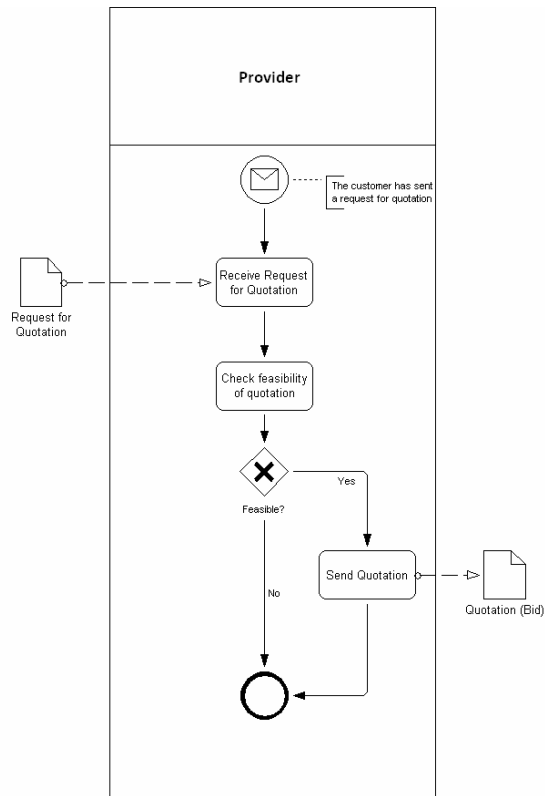 Provider
The customer has sent
a request for quotation
Receive Request
for Quotation
Request for
Quotation
Check feasibility
of quotation
Yes
Feasible?
Send Quotation
Quotation (Bid)
No